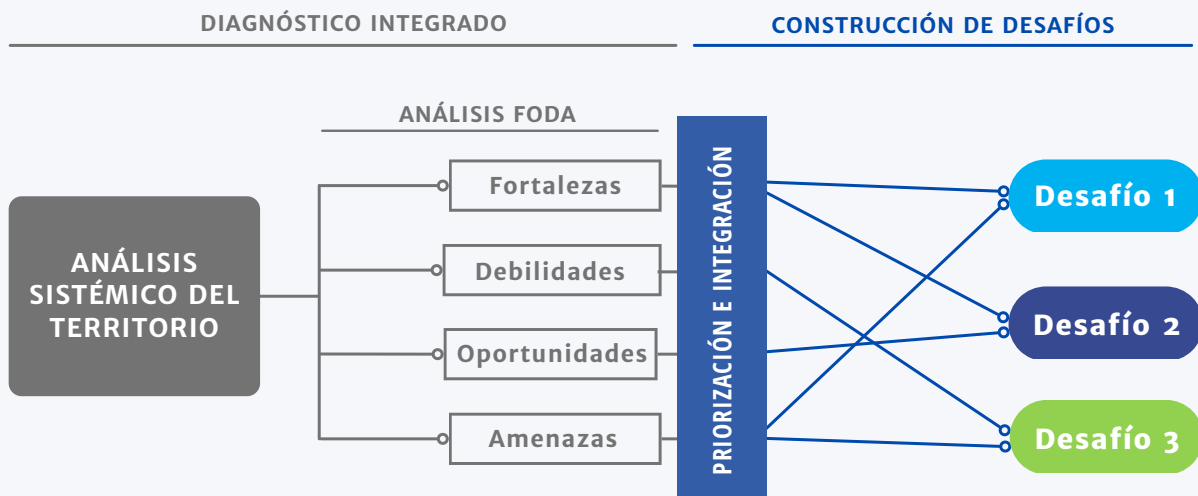 DIAGNÓSTICO INTEGRADO
CONSTRUCCIÓN DE DESAFÍOS
ANÁLISIS FODA
ANÁLISIS
SISTÉMICO DEL
TERRITORIO
Fortalezas
Debilidades
Oportunidades
Amenazas
PRIORIZACIÓN E INTEGRACIÓN
Desafío 1
Desafío 2
Desafío 3